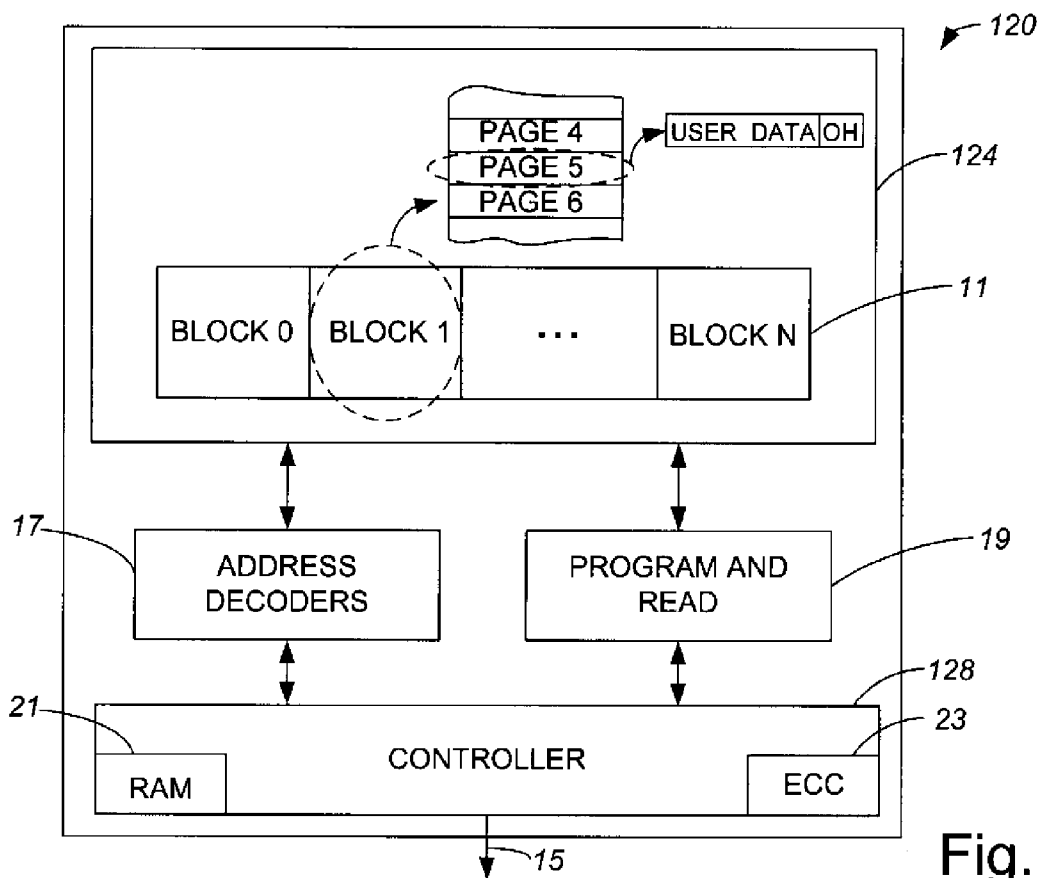 120
PAGE 4
USER DATA OH
PAGE 5
124
PAGE 6
11
BLOCK 0
BLOCK 1
...
BLOCK N
17
ADDRESS
DECODERS
19
PROGRAM AND
READ
128
21
23
CONTROLLER
RAM
ECC
15
Fig.